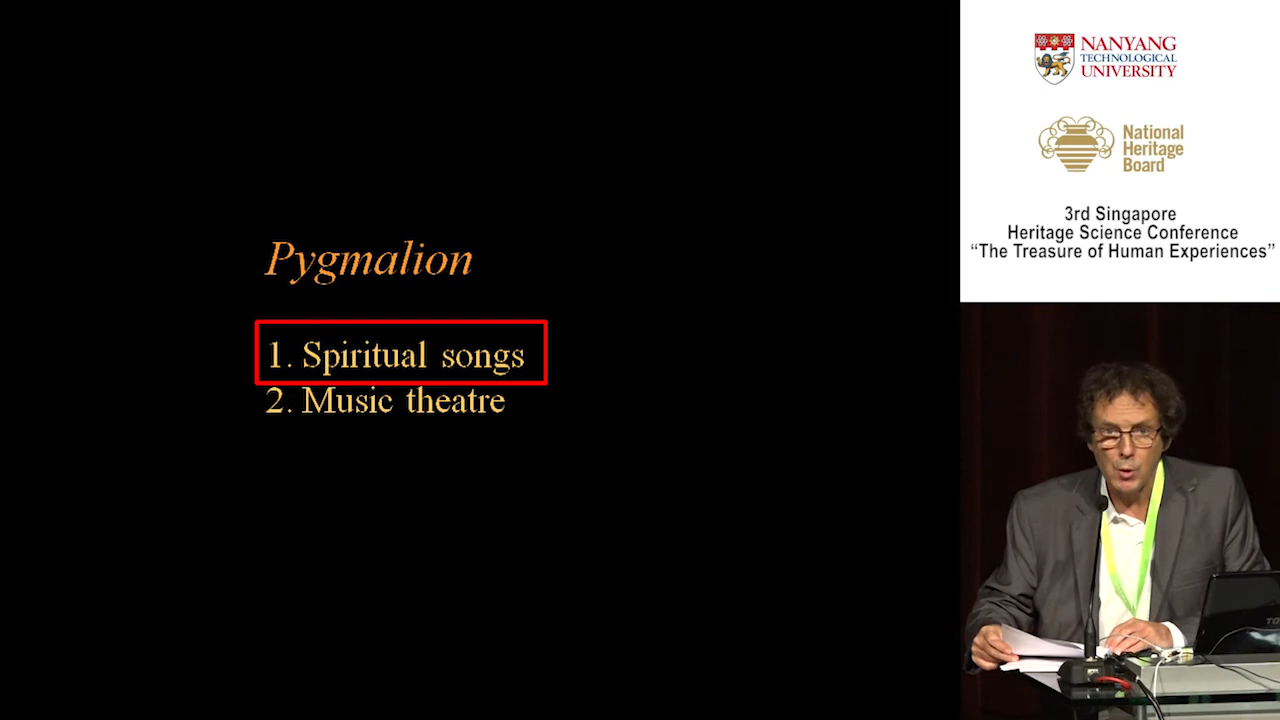 Pygmalion
1. Spiritual songs
2. Music theatre
NANYANG
TECHNOLOGICAL
UNIVERSITY
National
Heritage
Board
3rd Singapore
Heritage Science Conference
“The Treasure of Human Experiences”